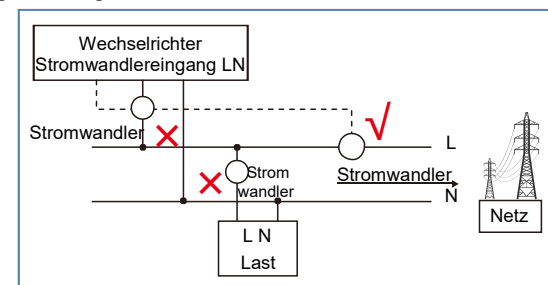 Wechselrichter
Stromwandlereingang LN
Stromwandler
L
Strom
wandler
Stromwandler
N
L N
Last
Netz